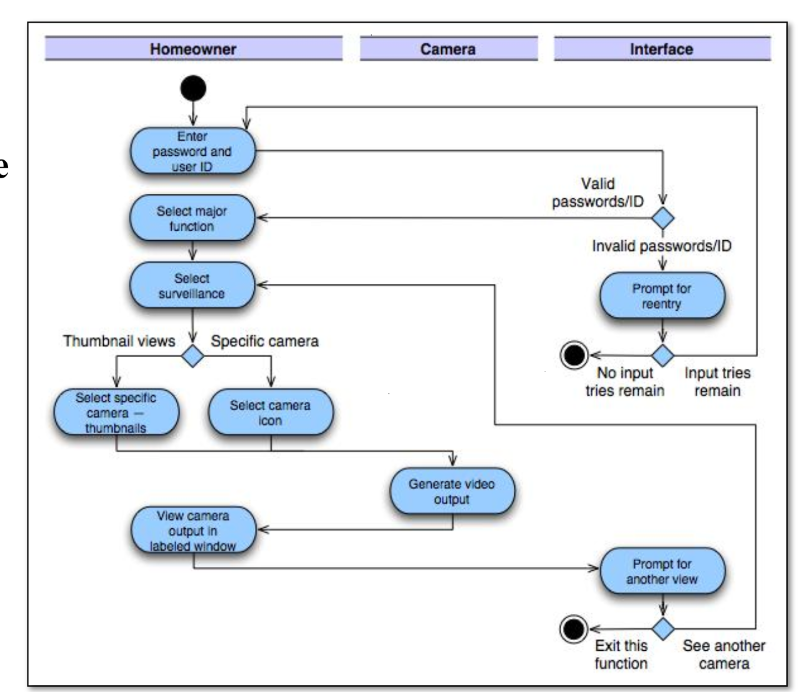 Homeowner
Camera
Interface
e
Enter
password and
user ID
Valid
passwords/ID
Select major
function
Invalid passwords/ID
Select
surveillance
Prompt for
reentry
Thumbnail views
Specific camera
No input
tries remain
Input tries
remain
Select specific
camera —
thumbnails
Select camera
icon
Generate video
output
View camera
output in
labeled window
Prompt for
another view
Exit this
function
See another
camera